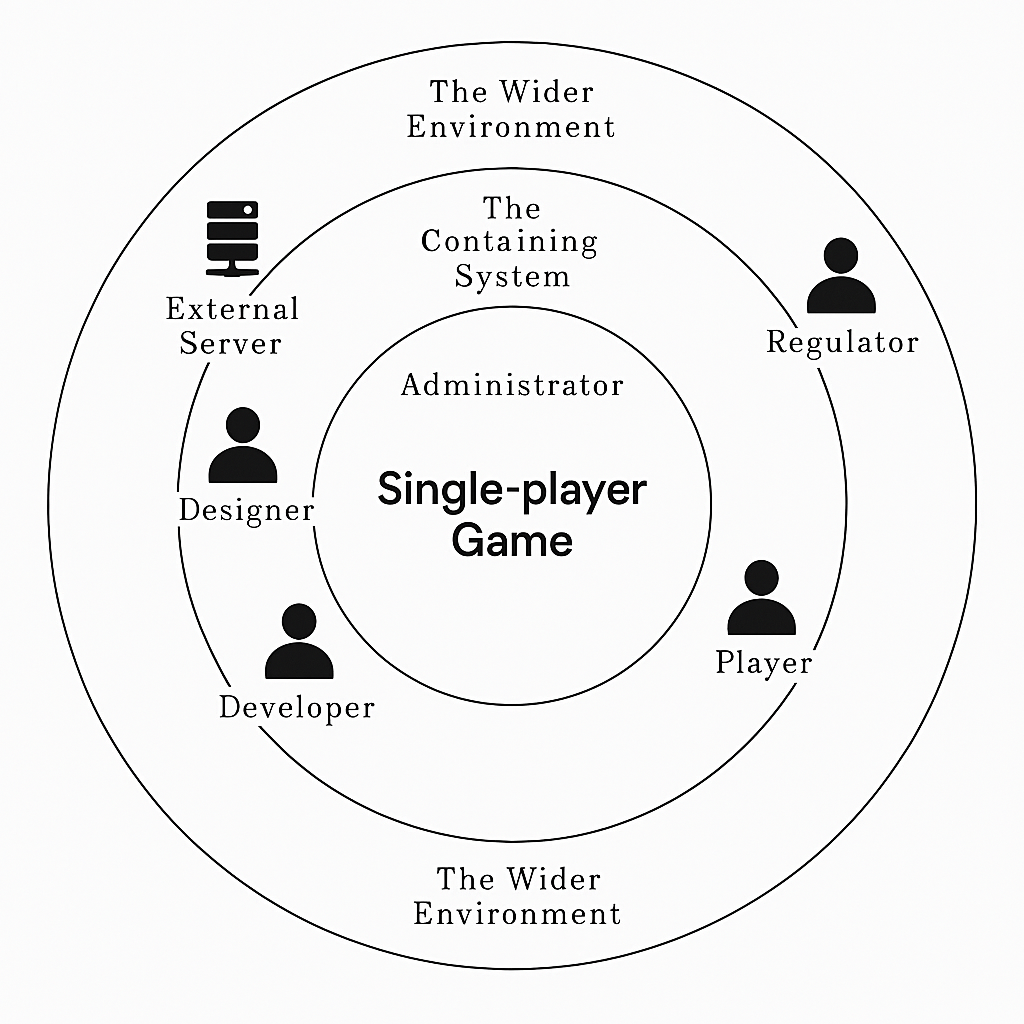 The Wider
Environment
The
Containing
System
External
Server
Regulator
Administrator
Single-player
Game
Designer
Player
Developer
The Wider
Environment